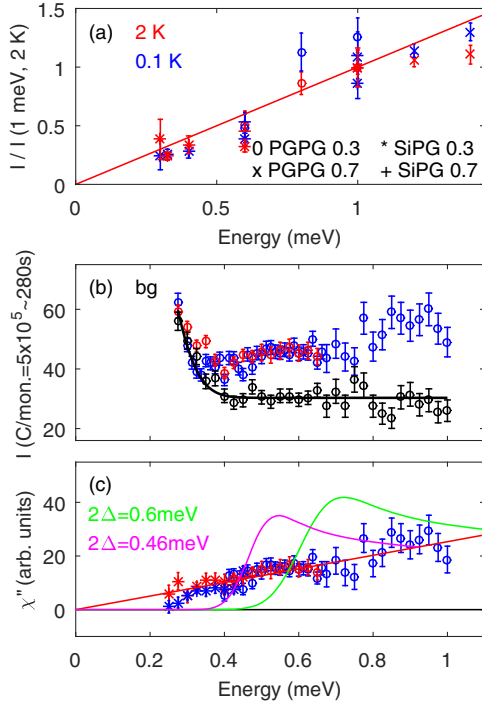 (a)
2 K
0.1 K
O PGPG 0.3 * SiPG 0.3
x PGPG 0.7 + SiPG 0.7
I / I (1 meV, 2 K)
1.5
1
0.5
0
0 0.5 1
Energy (meV)
(b) bg
I (C/mon.=5x10⁵~280s)
60
40
20
(c)
2Δ=0.6meV
2Δ=0.46meV
χ" (arb. units)
40
20
0
0 0.2 0.4 0.6 0.8 1
Energy (meV)